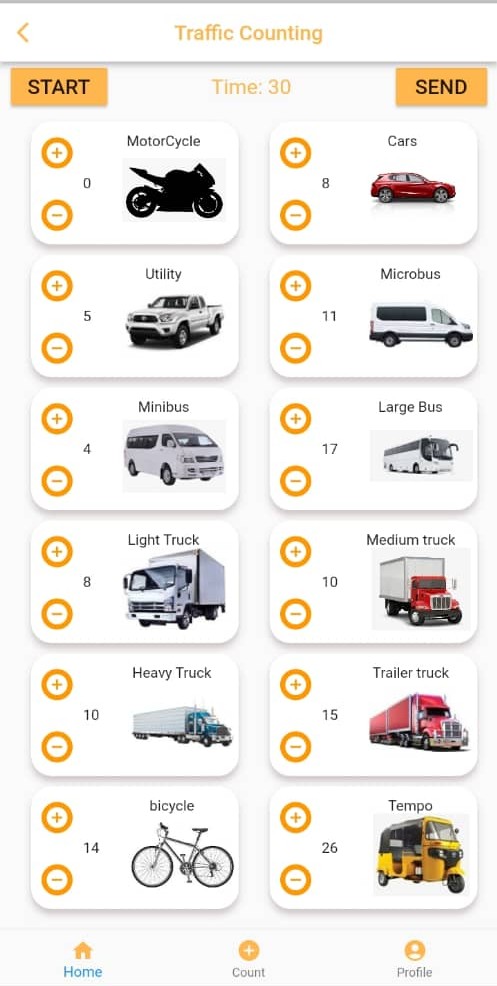 Traffic Counting
START
Time: 30
SEND
MotorCycle
0
Cars
8
Utility
5
Microbus
11
Minibus
4
Large Bus
17
Light Truck
8
Medium truck
10
Heavy Truck
10
Trailer truck
15
bicycle
14
Tempo
26
Home
Count
Profile